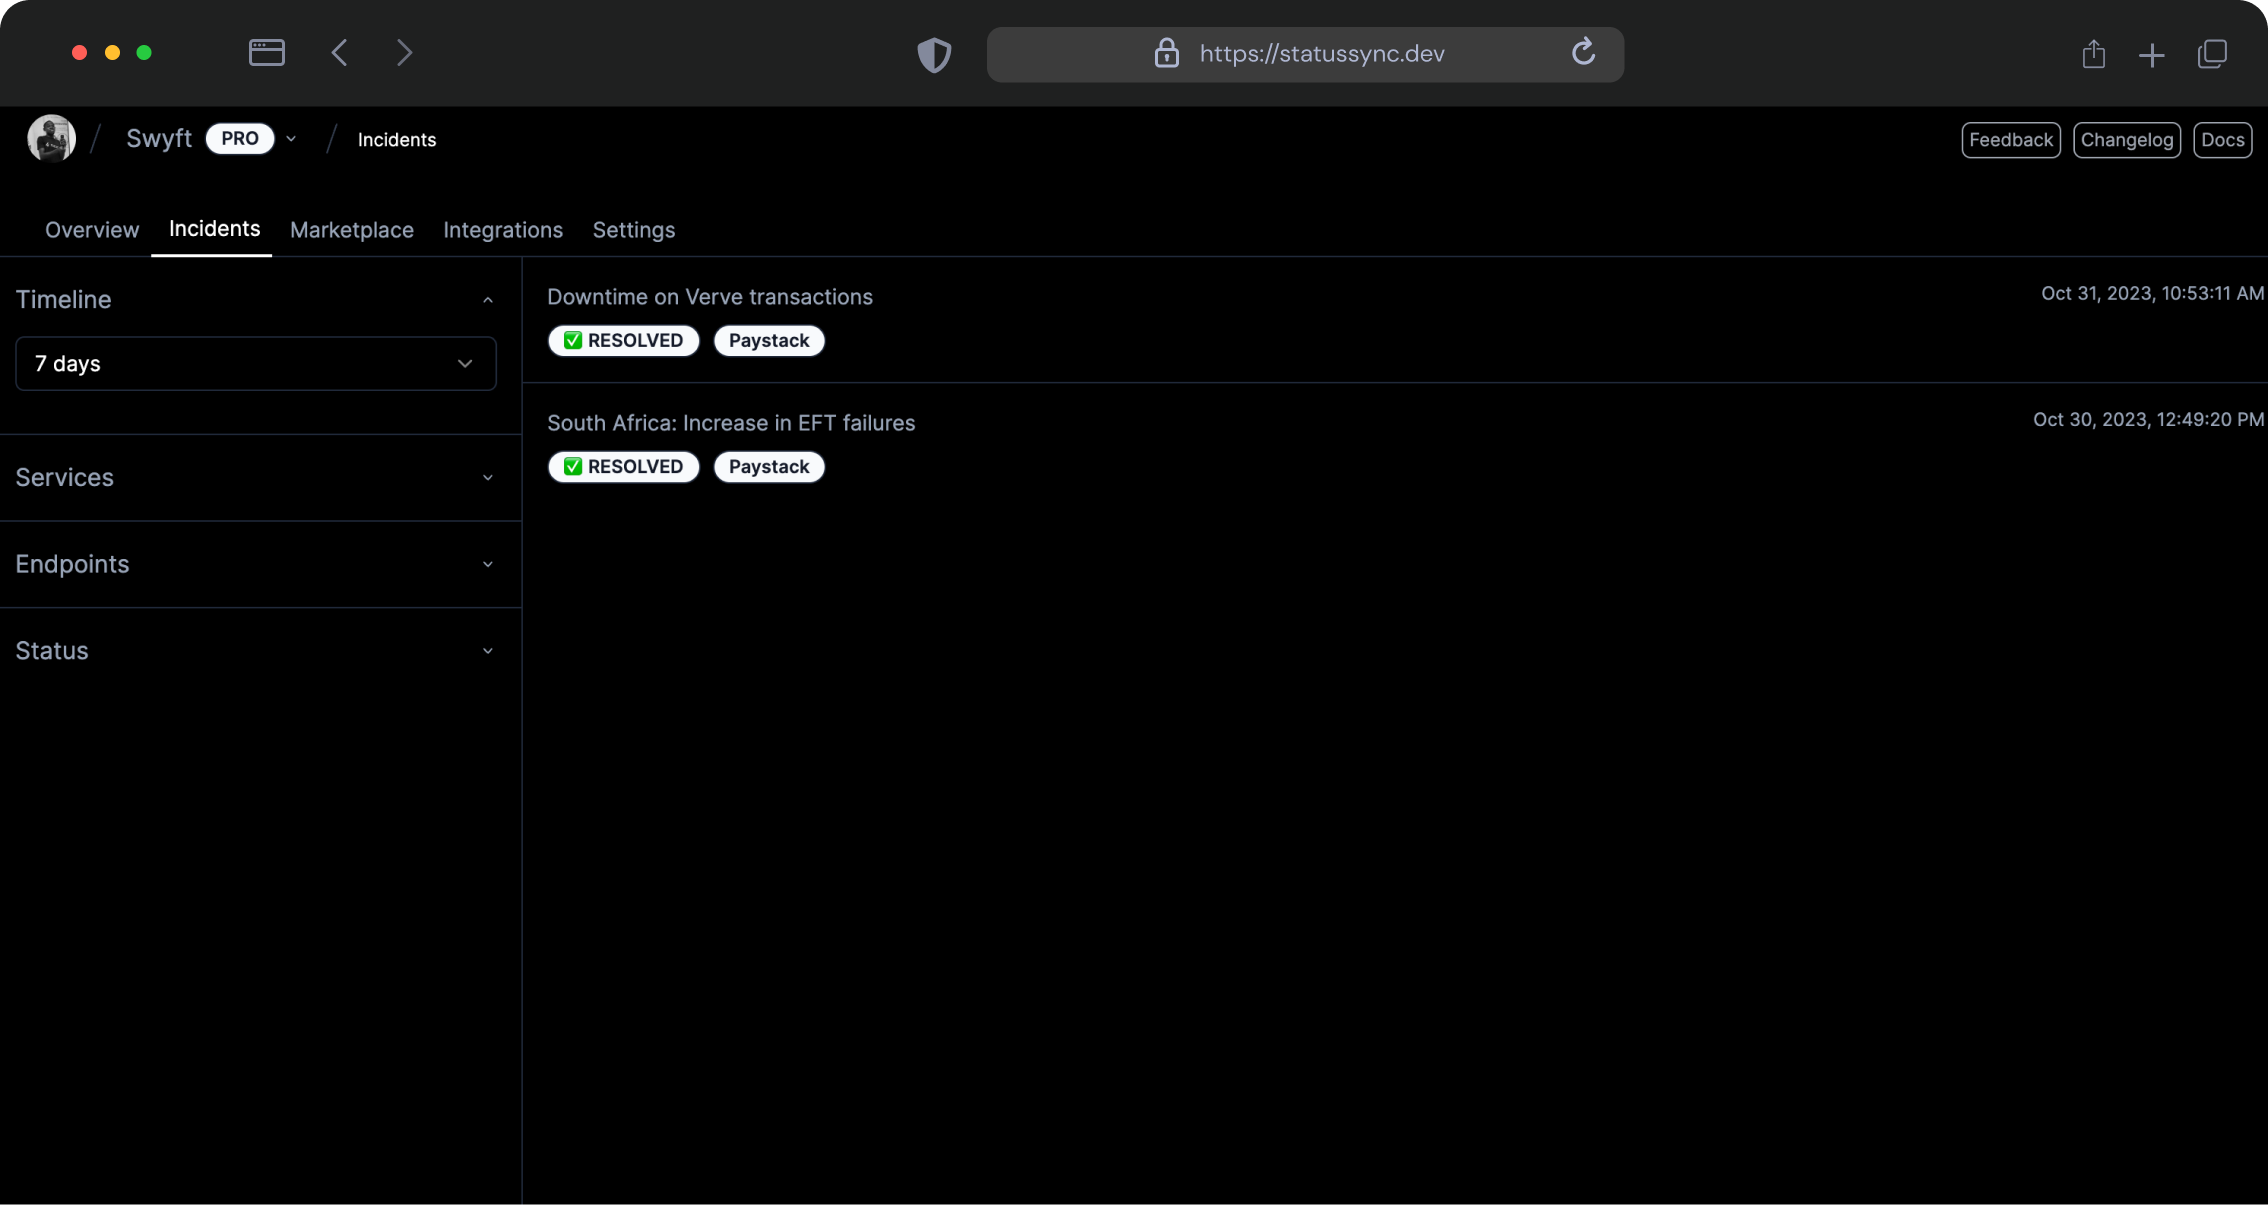 https://statussync.dev
Swyft PRO / Incidents
Feedback Changelog Docs
Overview Incidents Marketplace Integrations Settings
Timeline
7 days
Services
Endpoints
Status
Downtime on Verve transactions
Oct 31, 2023, 10:53:11 AM
✅ RESOLVED Paystack
South Africa: Increase in EFT failures
Oct 30, 2023, 12:49:20 PM
✅ RESOLVED Paystack